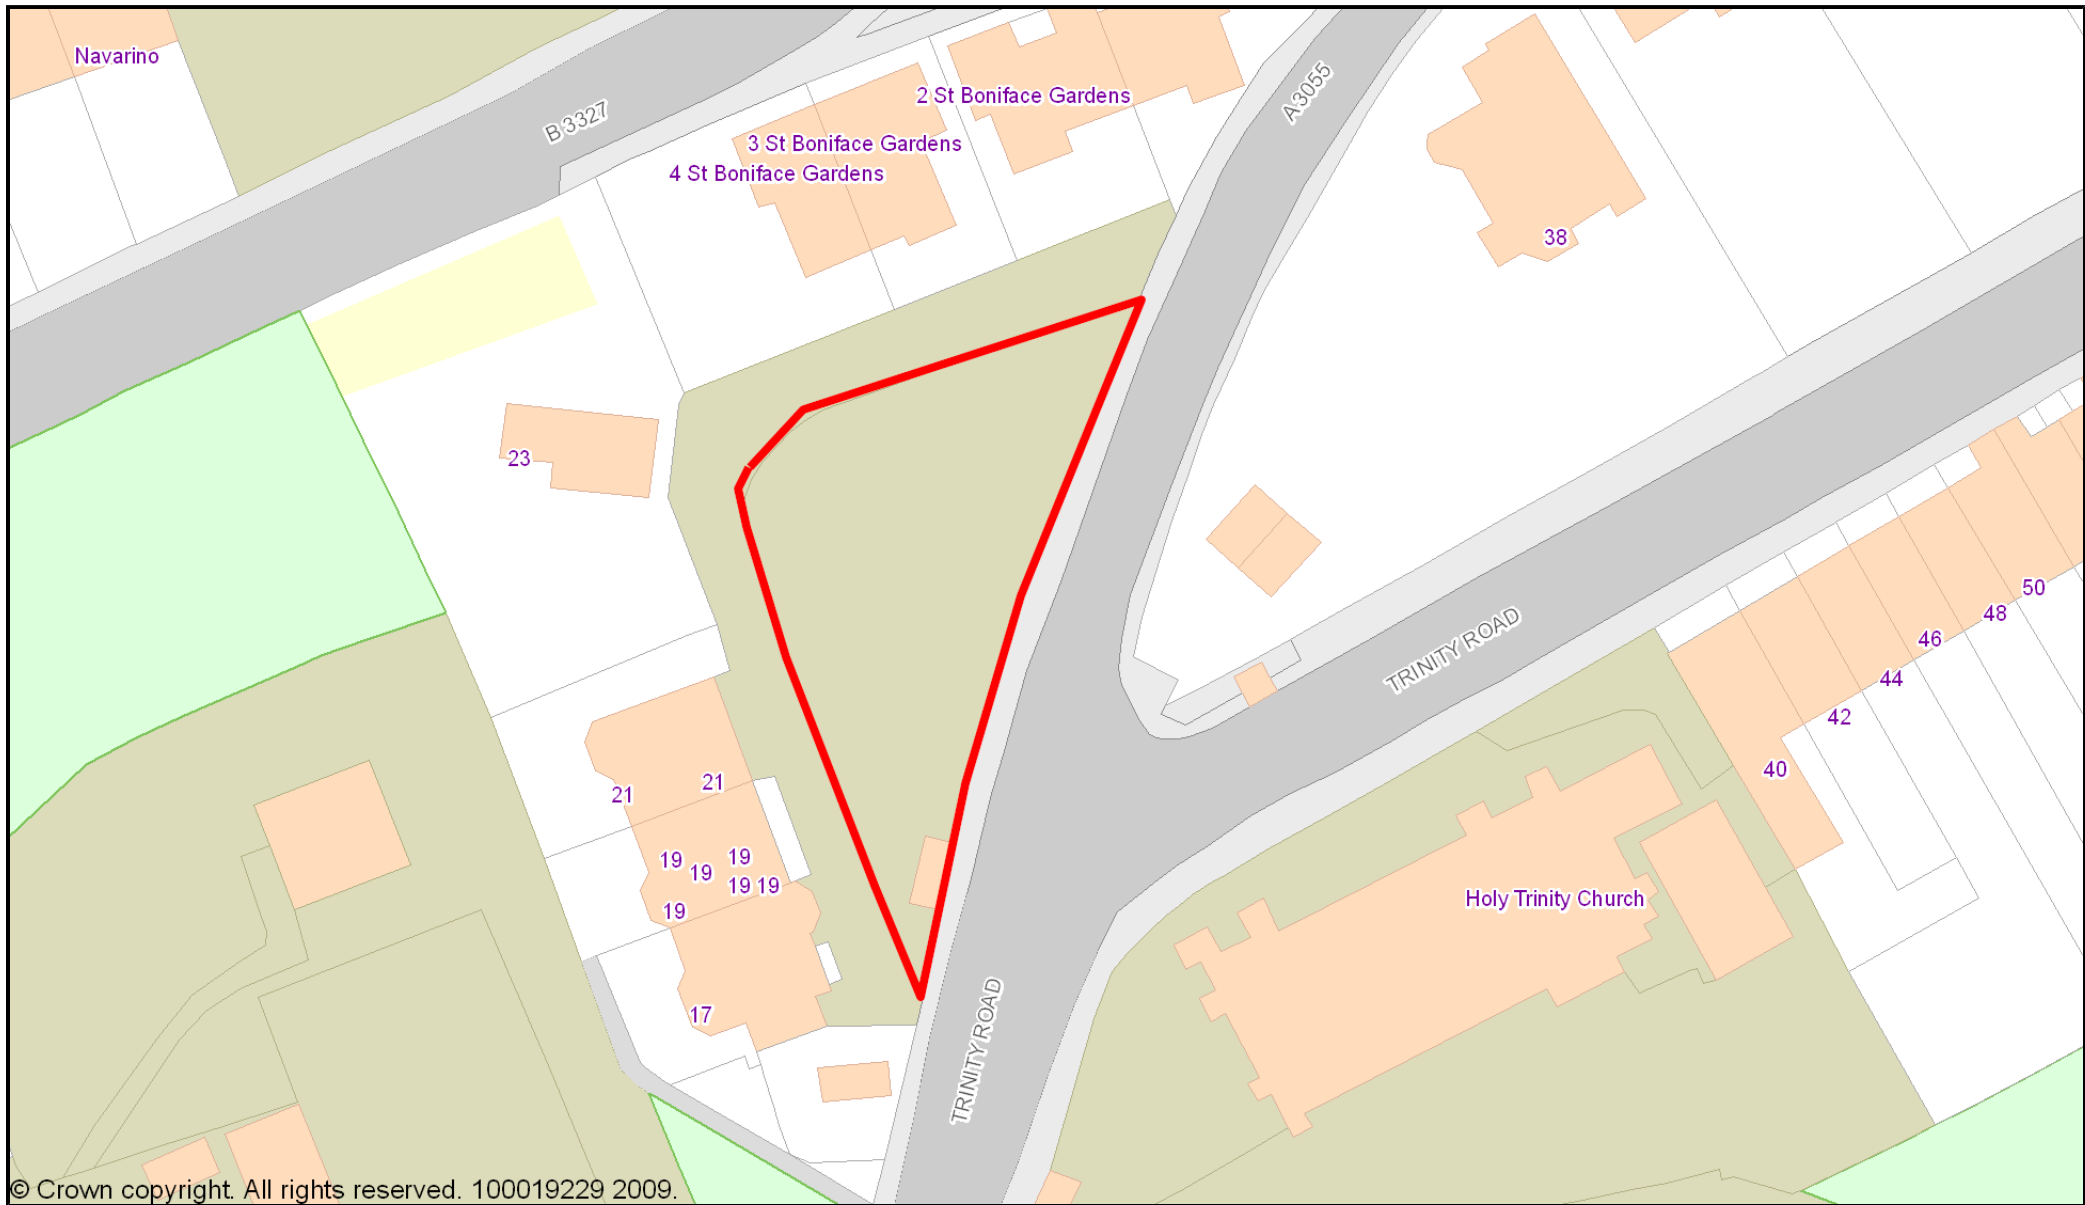 Navarino
B 3327
2 St Boniface Gardens
A 3055
3 St Boniface Gardens
4 St Boniface Gardens
38
23
50
TRINITY ROAD
48
46
44
42
40
21
21
19
19
19
19 19
19
Holy Trinity Church
17
TRINITY ROAD
© Crown copyright. All rights reserved. 100019229 2009.